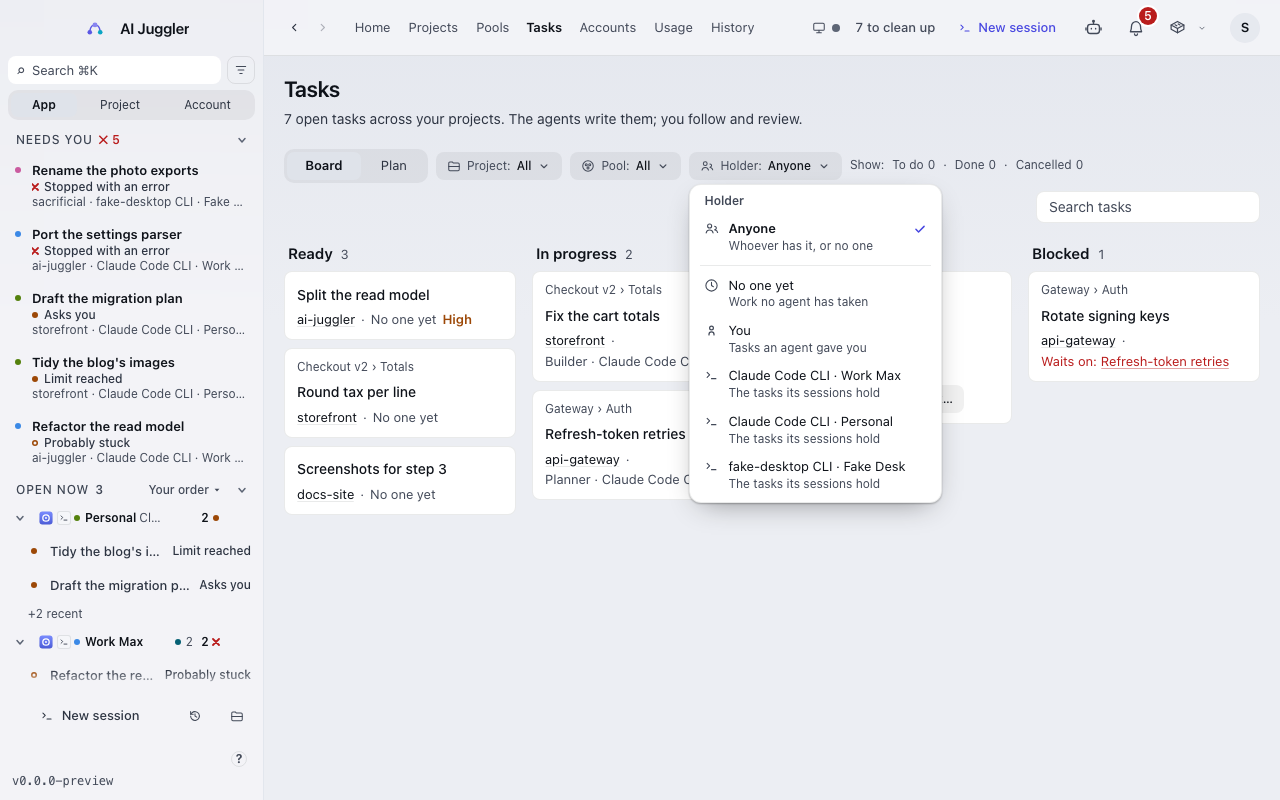 AI Juggler
Search ⌘K
App
Project
Account
NEEDS YOU 5
Rename the photo exports
Stopped with an error
sacrificial · fake-desktop CLI · Fake ...
Port the settings parser
Stopped with an error
ai-juggler · Claude Code CLI · Work ...
Draft the migration plan
Asks you
storefront · Claude Code CLI · Perso...
Tidy the blog's images
Limit reached
storefront · Claude Code CLI · Perso...
Refactor the read model
Probably stuck
ai-juggler · Claude Code CLI · Work ...
OPEN NOW 3
Your order
Personal Cl...
2
Tidy the blog's i...
Limit reached
Draft the migration p...
Asks you
+2 recent
Work Max
2
2
Refactor the re...
Probably stuck
New session
?
v0.0.0-preview
Home
Projects
Pools
Tasks
Accounts
Usage
History
7 to clean up
New session
5
S
Tasks
7 open tasks across your projects. The agents write them; you follow and review.
Board
Plan
Project: All
Pool: All
Holder: Anyone
Show: To do 0 · Done 0 · Cancelled 0
Search tasks
Ready 3
Split the read model
ai-juggler · No one yet High
Checkout v2 › Totals
Round tax per line
storefront · No one yet
Screenshots for step 3
docs-site · No one yet
In progress 2
Checkout v2 › Totals
Fix the cart totals
storefront ·
Builder · Claude Code C
Gateway › Auth
Refresh-token retries
api-gateway ·
Planner · Claude Code C
Holder
Anyone
Whoever has it, or no one
No one yet
Work no agent has taken
You
Tasks an agent gave you
Claude Code CLI · Work Max
The tasks its sessions hold
Claude Code CLI · Personal
The tasks its sessions hold
fake-desktop CLI · Fake Desk
The tasks its sessions hold
...
Blocked 1
Gateway › Auth
Rotate signing keys
api-gateway ·
Waits on: Refresh-token retries